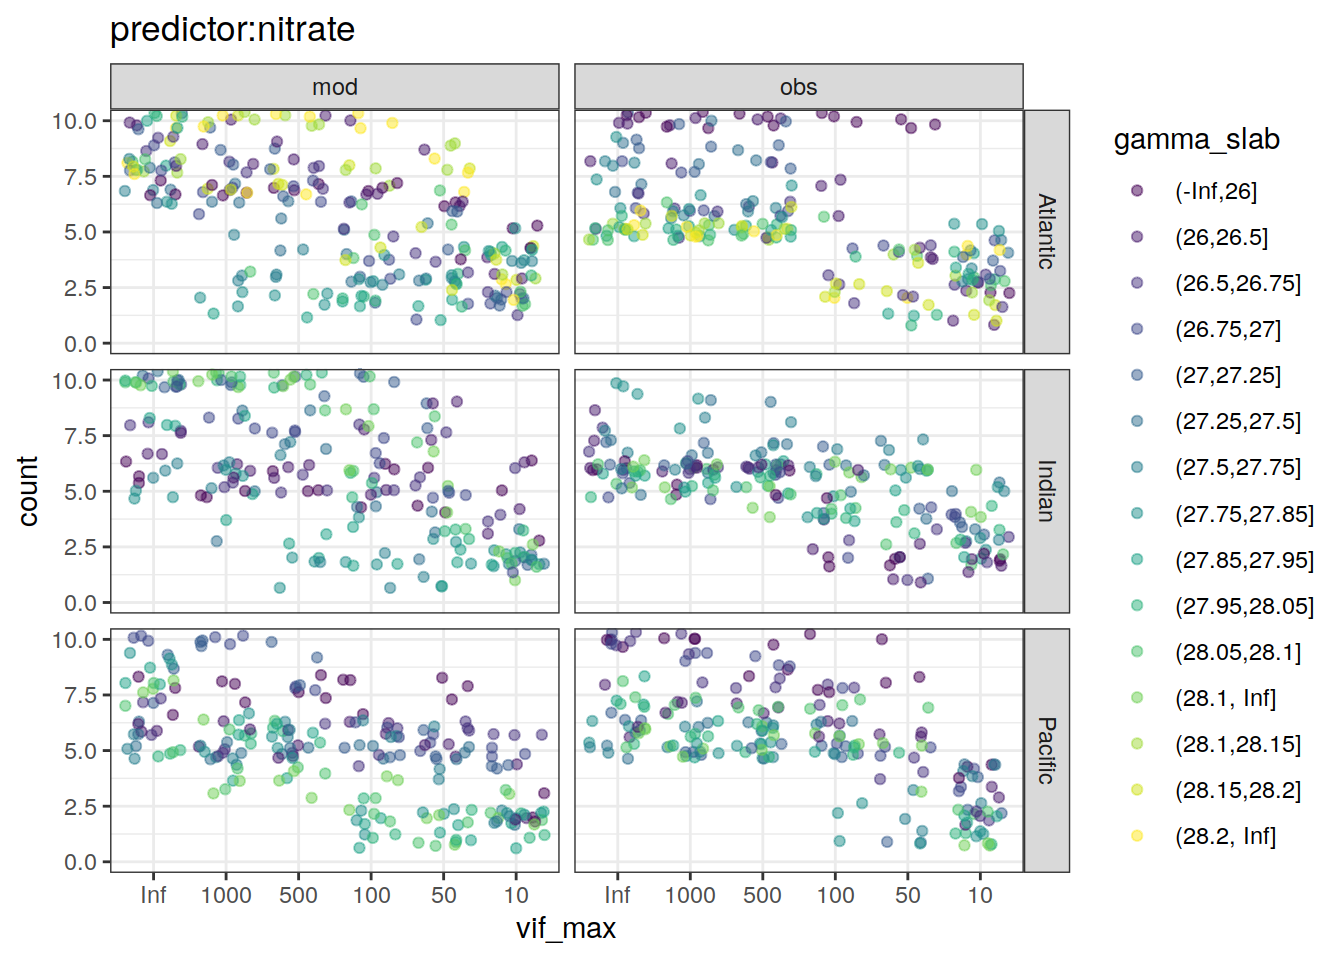 predictor:nitrate
mod
obs
10.0
7.5
5.0
2.5
0.0
Atlantic
10.0
7.5
5.0
2.5
0.0
Indian
10.0
7.5
5.0
2.5
0.0
Pacific
count
Inf 1000 500 100 50 10
Inf 1000 500 100 50 10
vif_max
gamma_slab
(-Inf,26]
(26,26.5]
(26.5,26.75]
(26.75,27]
(27,27.25]
(27.25,27.5]
(27.5,27.75]
(27.75,27.85]
(27.85,27.95]
(27.95,28.05]
(28.05,28.1]
(28.1, Inf]
(28.1,28.15]
(28.15,28.2]
(28.2, Inf]